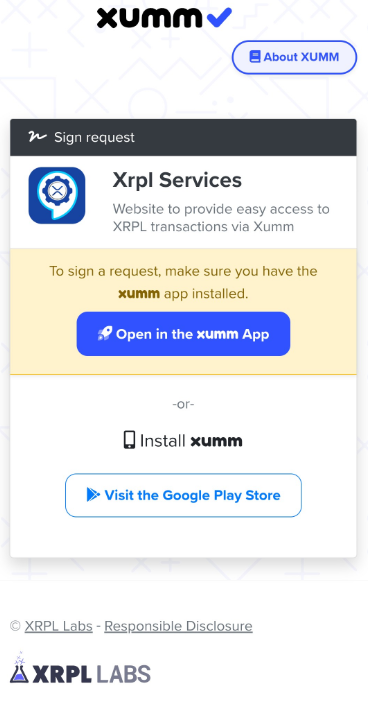 xumm
About XUMM
Sign request
Xrpl Services
Website to provide easy access to
XRPL transactions via Xumm
To sign a request, make sure you have the
xumm app installed.
Open in the xumm App
-or-
Install xumm
Visit the Google Play Store
© XRPL Labs - Responsible Disclosure
XRPL LABS